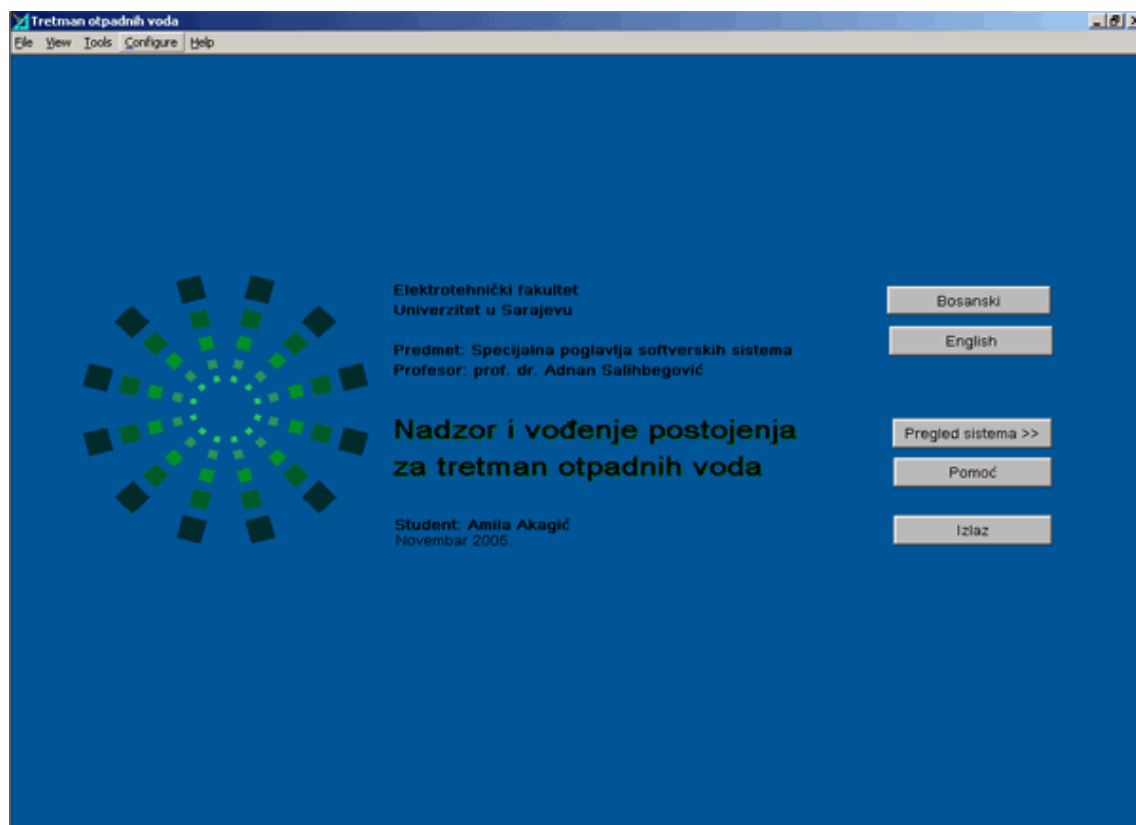 Tretman otpadnih voda
File View Tools Configure Help
Elektrotehnički fakultet
Univerzitet u Sarajevu
Predmet: Specijalna poglavlja softverskih sistema
Profesor: prof. dr. Adnan Salihbegović
Nadzor i vođenje postojenja
za tretman otpadnih voda
Student: Amila Akagić
Novembar 2005.
Bosanski
English
Pregled sistema >>
Pomoć
Izlaz